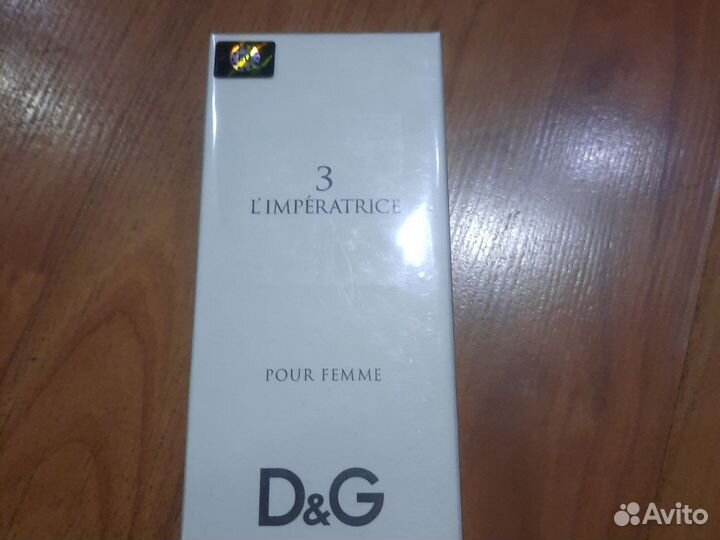 3
L'IMPÉRATRICE
POUR FEMME
D&G
Avito